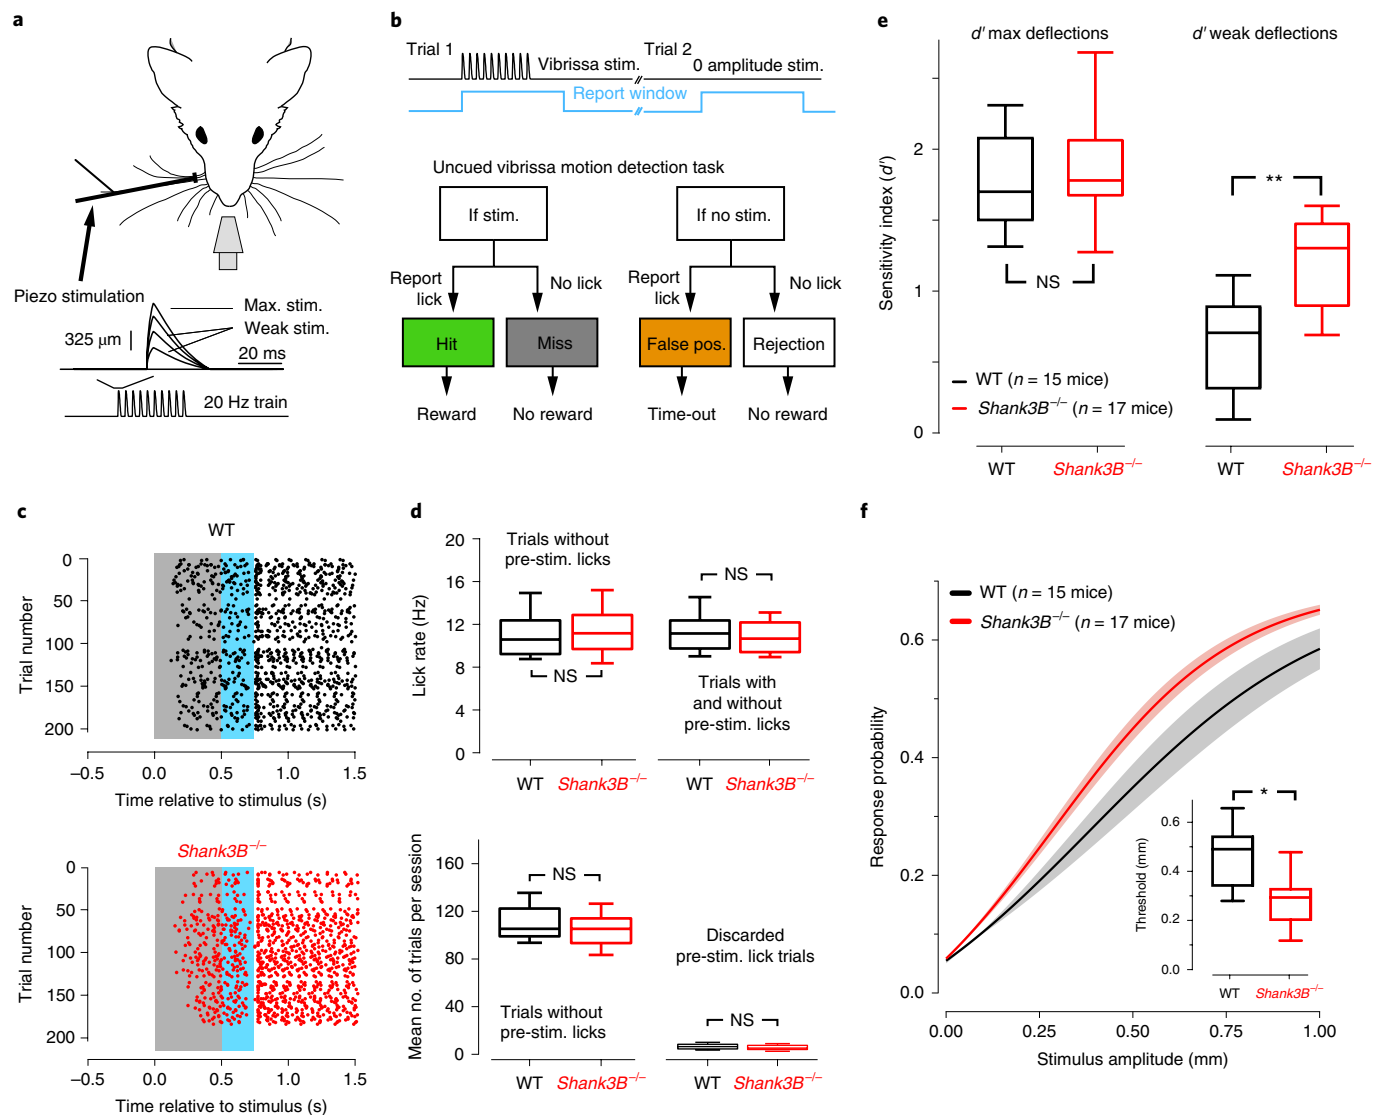 a
Piezo stimulation
Max. stim.
Weak stim.
325 μm
20 ms
20 Hz train
b
Trial 1
Vibrissa stim.
Trial 2
0 amplitude stim.
Report window
Uncued vibrissa motion detection task
If stim.
If no stim.
Report
lick
No lick
Report
lick
No lick
Hit
Miss
False pos.
Rejection
Reward
No reward
Time-out
No reward
c
WT
Trial number
0
50
100
150
200
–0.5 0.0 0.5 1.0 1.5
Time relative to stimulus (s)
Shank3B–/–
Trial number
0
50
100
150
200
–0.5 0.0 0.5 1.0 1.5
Time relative to stimulus (s)
d
Lick rate (Hz)
20
16
12
8
4
0
Trials without
pre-stim. licks
NS
WT Shank3B–/–
NS
Trials with
and without
pre-stim. licks
WT Shank3B–/–
Mean no. of trials per session
160
120
80
40
0
NS
Trials without
pre-stim. licks
WT Shank3B–/–
Discarded
pre-stim. lick trials
NS
WT Shank3B–/–
e
d′ max deflections
d′ weak deflections
Sensitivity index (d′)
2
1
0
NS
**
WT (n = 15 mice)
Shank3B–/– (n = 17 mice)
WT Shank3B–/–
WT Shank3B–/–
f
WT (n = 15 mice)
Shank3B–/– (n = 17 mice)
Response probability
0.6
0.4
0.2
0.0
0.00 0.25 0.50 0.75 1.00
Stimulus amplitude (mm)
*
Threshold (mm)
0.6
0.4
0.2
0.0
WT Shank3B–/–